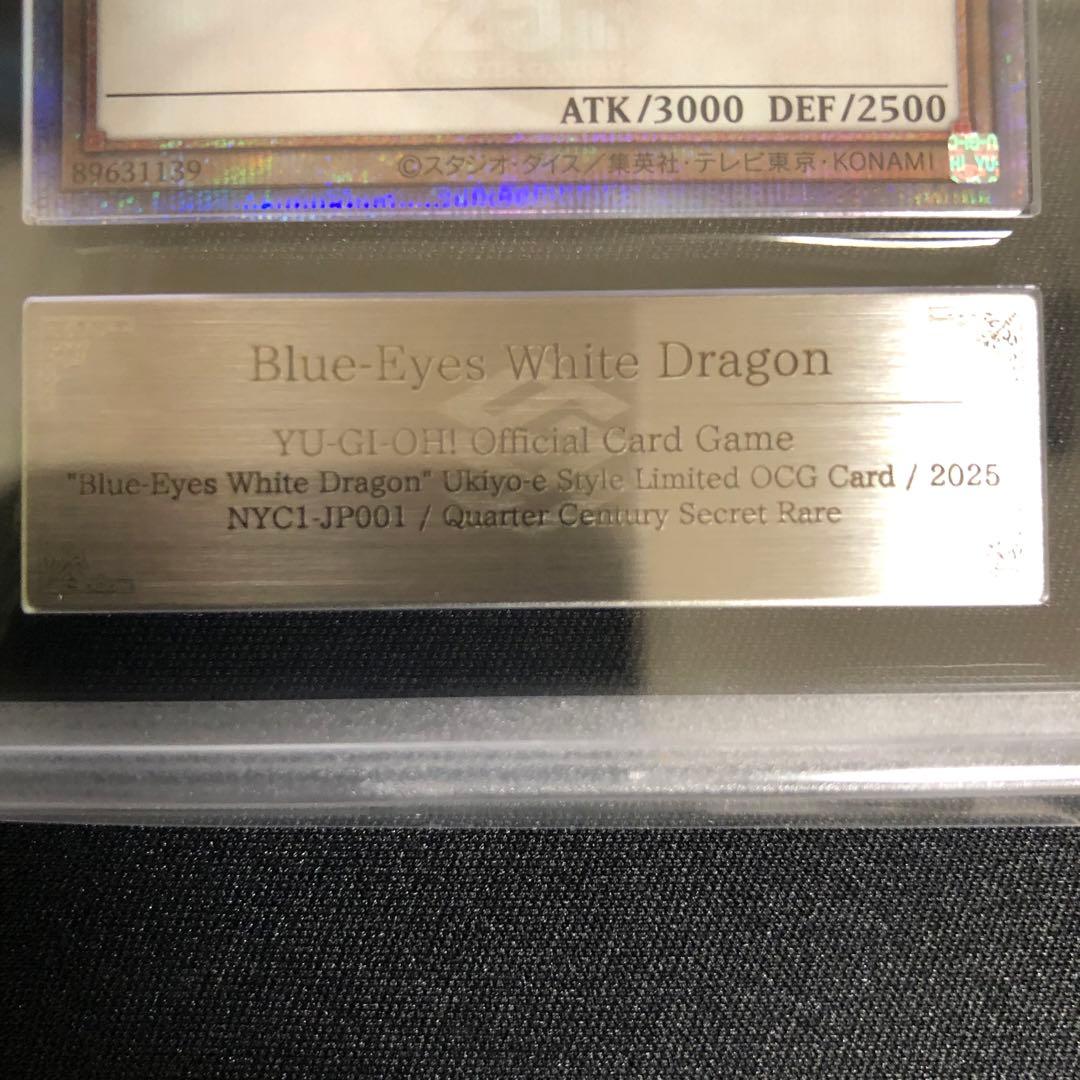 ATK/3000 DEF/2500
89631139 ©スタジオ・ダイス／集英社・テレビ東京・KONAMI
Blue-Eyes White Dragon
YU-GI-OH! Official Card Game
"Blue-Eyes White Dragon" Ukiyo-e Style Limited OCG Card / 2025
NYC1-JP001 / Quarter Century Secret Rare